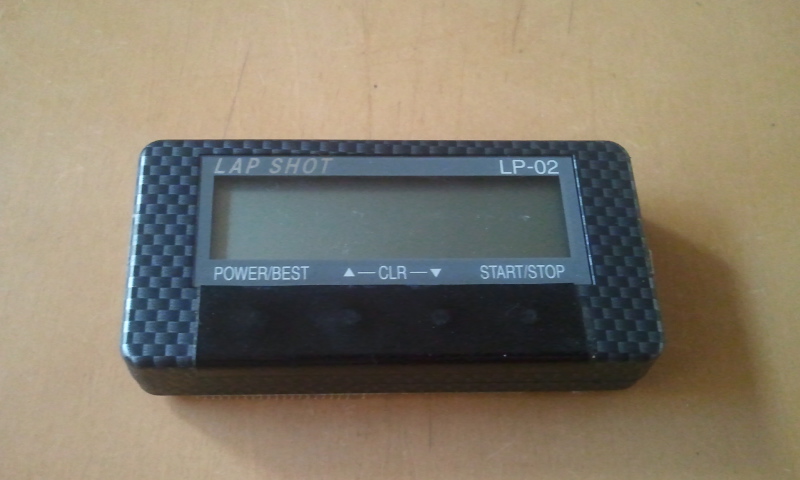 LAP SHOT LP-02
POWER/BEST ▲—CLR—▼ START/STOP